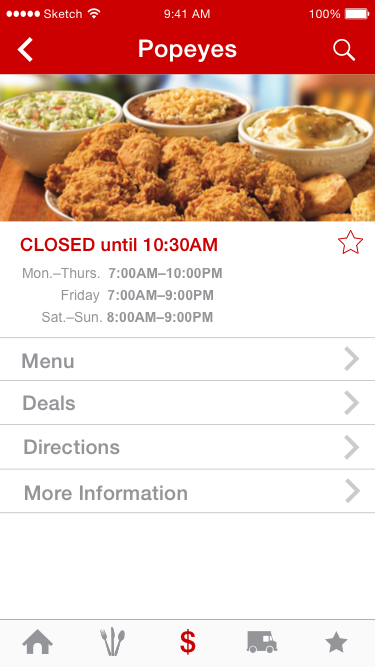 Sketch 9:41 AM 100%
Popeyes
CLOSED until 10:30AM
Mon.–Thurs. 7:00AM–10:00PM
Friday 7:00AM–9:00PM
Sat.–Sun. 8:00AM–9:00PM
Menu
Deals
Directions
More Information
$